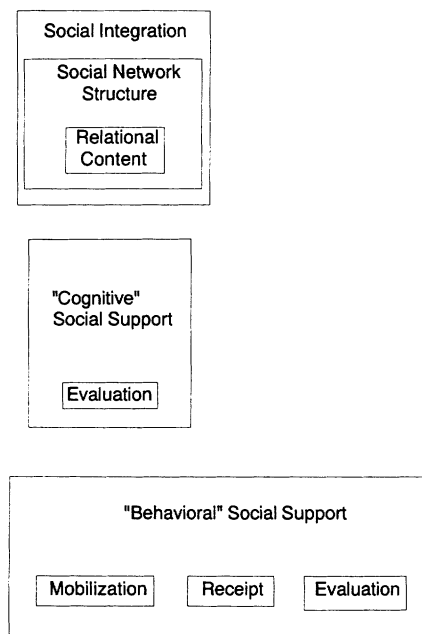 Social Integration
Social Network
Structure
Relational
Content
"Cognitive"
Social Support
Evaluation
"Behavioral" Social Support
Mobilization
Receipt
Evaluation